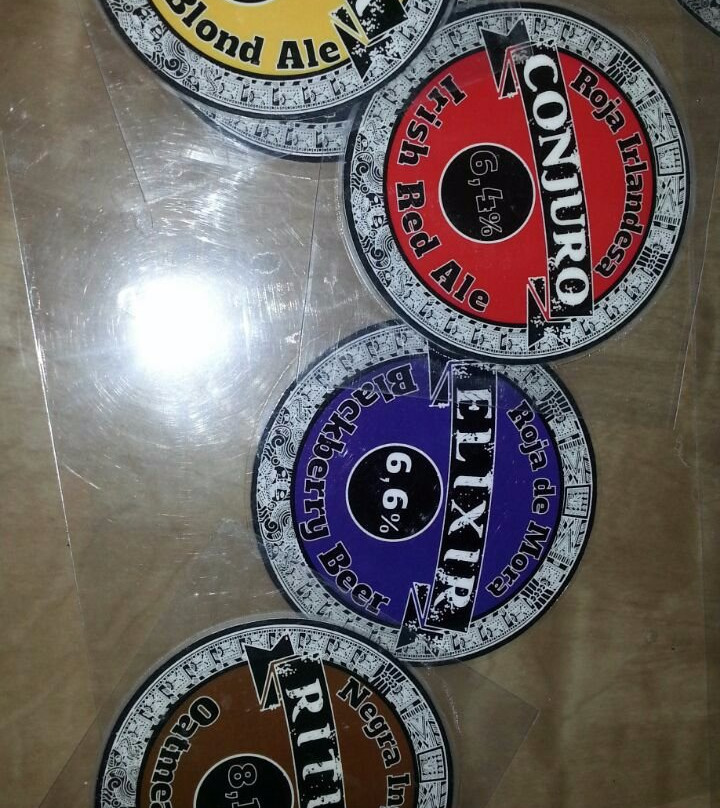 Blond Ale
Roja Irlandesa
CONJURO
6,4%
Irish Red Ale
Roja de Mora
ELIXIR
6,6%
Blackberry Beer
Negra